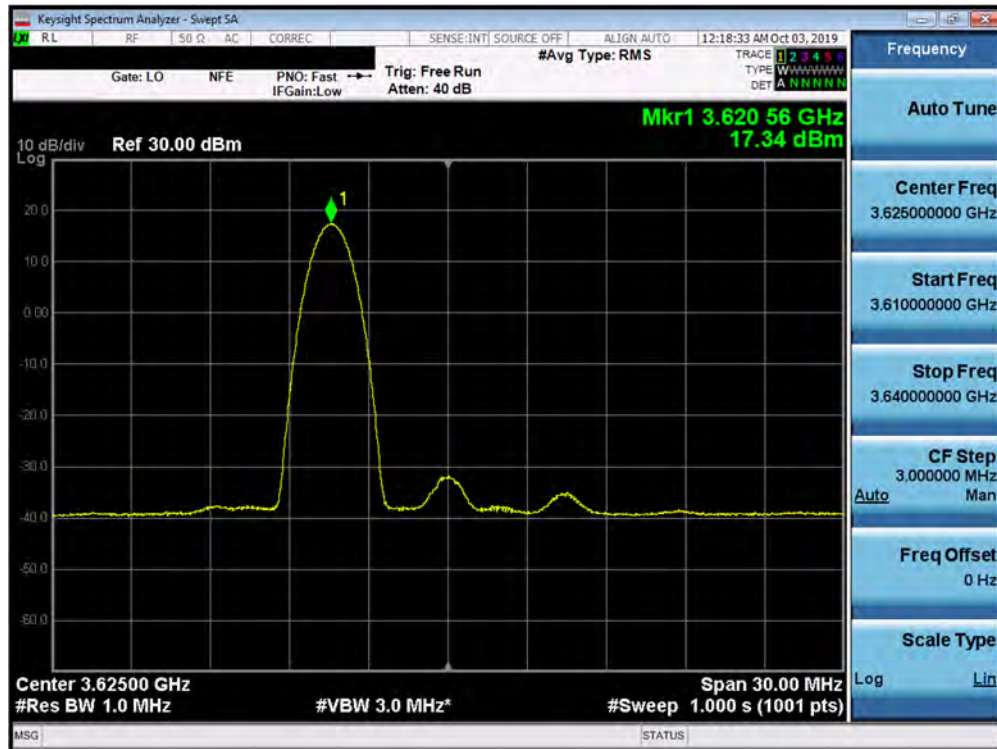 Keysight Spectrum Analyzer - Swept SA
LXI RL RF 50 Ω AC CORREC SENSE:INT SOURCE OFF ALIGN AUTO 12:18:33 AM Oct 03, 2019
#Avg Type: RMS
TRACE 1 2 3 4 5 6
TYPE W
DET A N N N N N
Gate: LO NFE PNO: Fast Trig: Free Run
IFGain:Low Atten: 40 dB
Frequency
Mkr1 3.620 56 GHz
17.34 dBm
10 dB/div Ref 30.00 dBm
Log
1
20.0
10.0
0.00
-10.0
-20.0
-30.0
-40.0
-50.0
-60.0
Center 3.62500 GHz Span 30.00 MHz
#Res BW 1.0 MHz #VBW 3.0 MHz* #Sweep 1.000 s (1001 pts)
Auto Tune
Center Freq
3.625000000 GHz
Start Freq
3.610000000 GHz
Stop Freq
3.640000000 GHz
CF Step
3.000000 MHz
Auto Man
Freq Offset
0 Hz
Scale Type
Log Lin
MSG STATUS